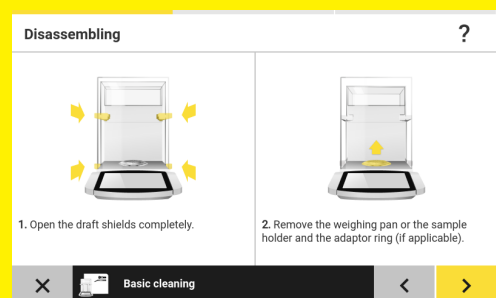 Disassembling
?
1. Open the draft shields completely.
2. Remove the weighing pan or the sample
holder and the adaptor ring (if applicable).
Basic cleaning